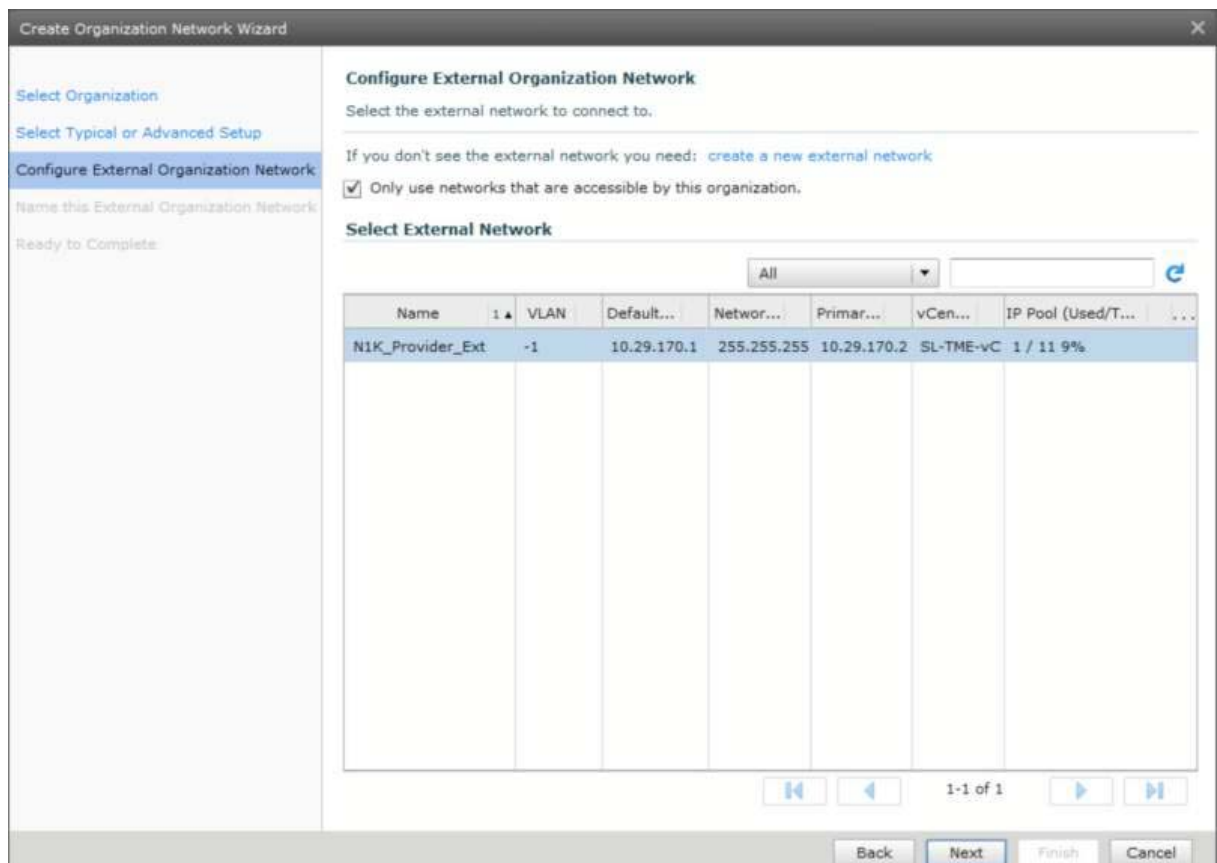 Create Organization Network Wizard
Select Organization
Select Typical or Advanced Setup
Configure External Organization Network
Name this External Organization Network
Ready to Complete
Configure External Organization Network
Select the external network to connect to.
If you don't see the external network you need: create a new external network
Only use networks that are accessible by this organization.
Select External Network
All
Name 1 VLAN Default... Networ... Primar... vCen... IP Pool (Used/T... ...
N1K_Provider_Ext -1 10.29.170.1 255.255.255 10.29.170.2 SL-TME-vC 1 / 11 9%
1-1 of 1
Back Next Finish Cancel